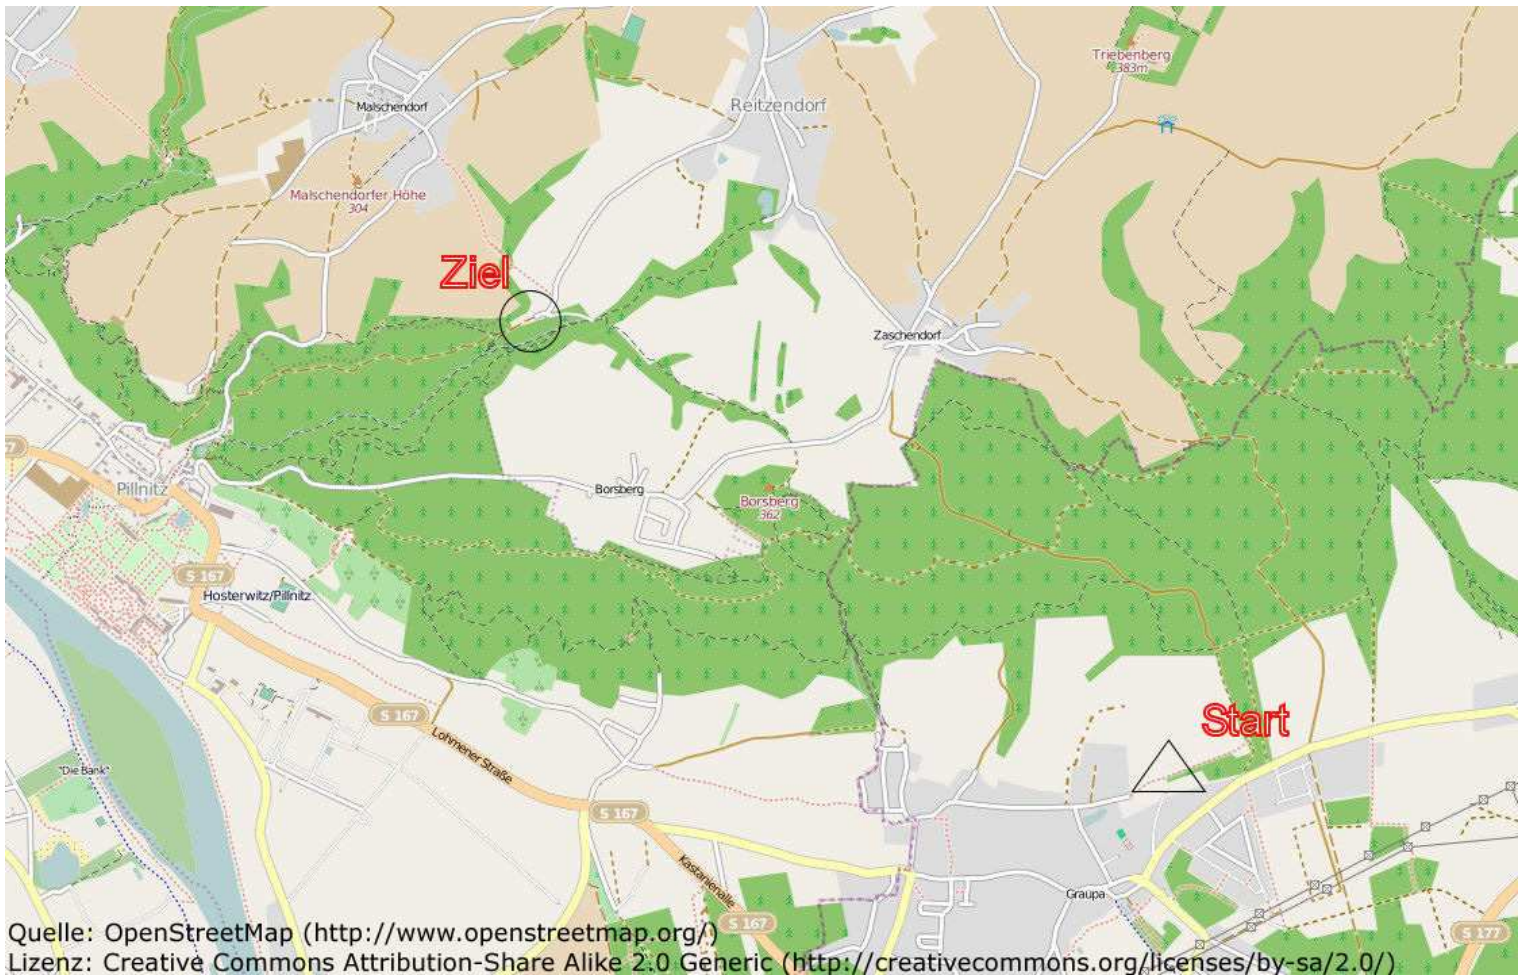 Triebenberg
383m
Malschendorf
Reitzendorf
Malschendorfer Höhe
304
Ziel
Zaschendorf
Pillnitz
Borsberg
Borsberg
362
S 167
Hosterwitz/Pillnitz
S 167
Lohmener Straße
Start
"Die Bank"
S 167
Kastanienalle
Graupa
S 167
S 177
Quelle: OpenStreetMap (http://www.openstreetmap.org/)
Lizenz: Creative Commons Attribution-Share Alike 2.0 Generic (http://creativecommons.org/licenses/by-sa/2.0/)